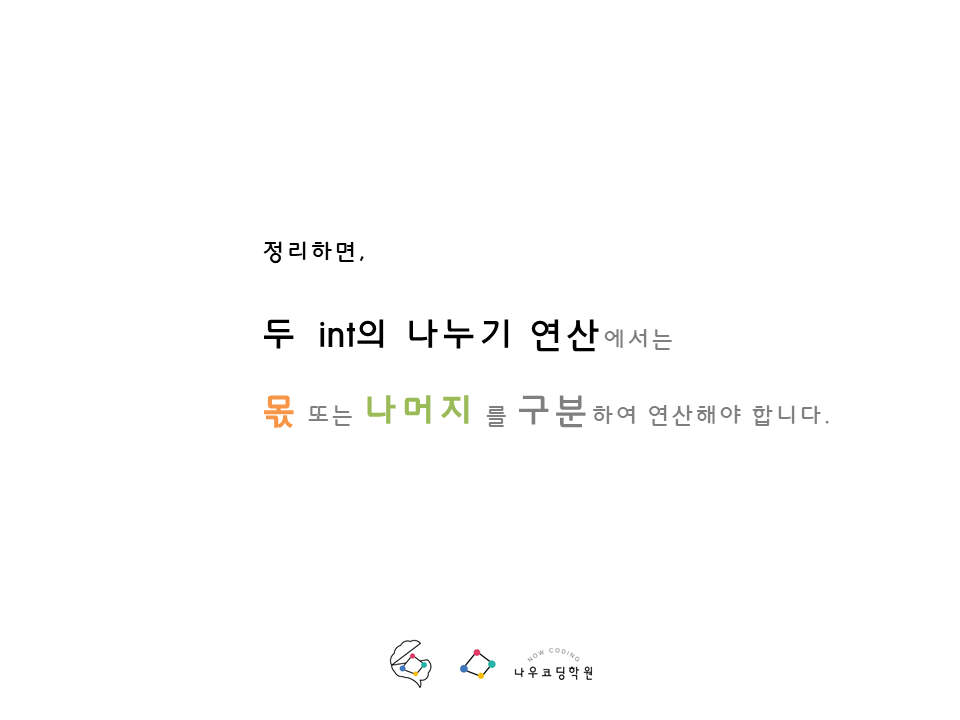 정리하면,
두 int의 나누기 연산에서는
몫 또는 나머지 를 구분하여 연산해야 합니다.
NOW CODING
나우코딩학원